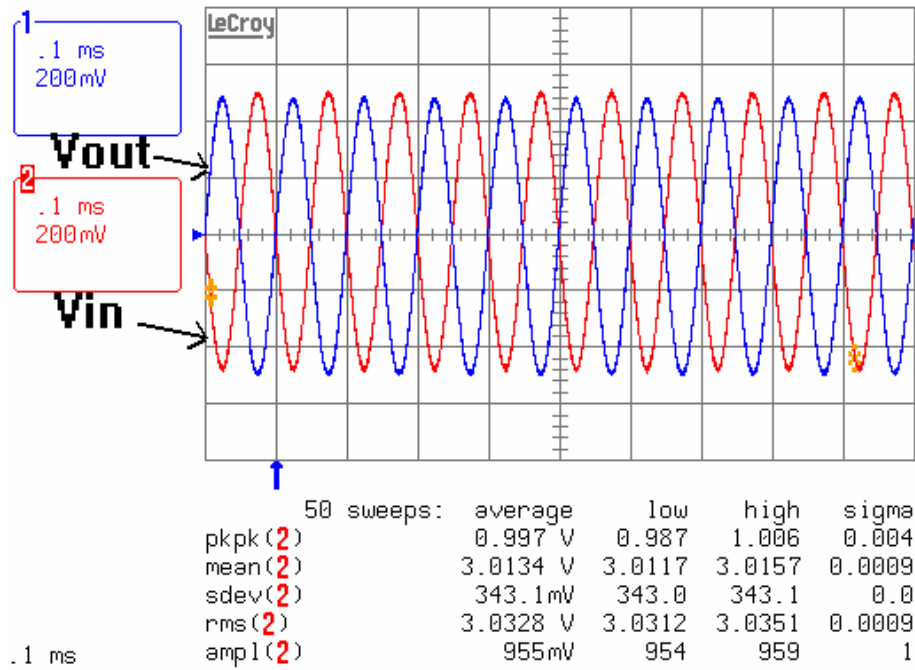 1
.1 ms
200mV
Vout
2
.1 ms
200mV
Vin
LeCroy
50 sweeps: average low high sigma
pkpk(2) 0.997 V 0.987 1.006 0.004
mean(2) 3.0134 V 3.0117 3.0157 0.0009
sdev(2) 343.1mV 343.0 343.1 0.0
rms(2) 3.0328 V 3.0312 3.0351 0.0009
.1 ms ampl(2) 955mV 954 959 1